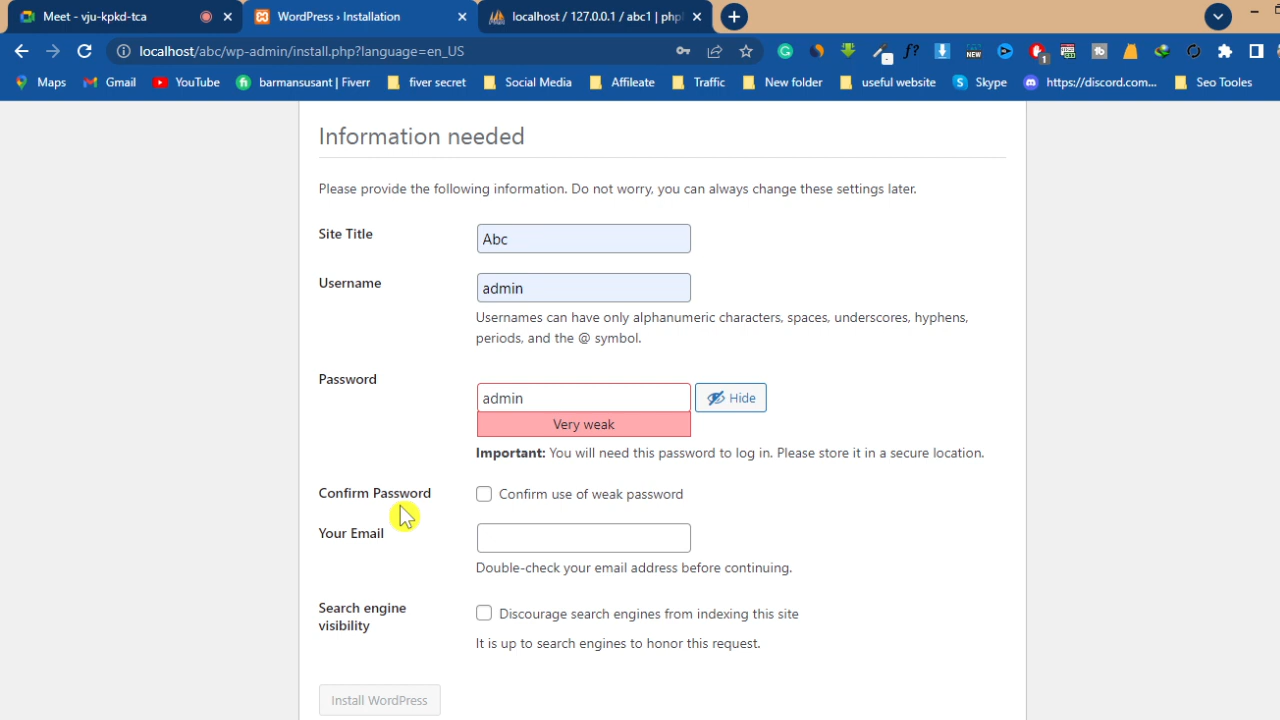 Meet - vju-kpkd-tca
WordPress › Installation
localhost / 127.0.0.1 / abc1 | php
localhost/abc/wp-admin/install.php?language=en_US
Maps
Gmail
YouTube
barmansusant | Fiverr
fiver secret
Social Media
Affileate
Traffic
New folder
useful website
Skype
https://discord.com...
Seo Tooles
Information needed
Please provide the following information. Do not worry, you can always change these settings later.
Site Title
Abc
Username
admin
Usernames can have only alphanumeric characters, spaces, underscores, hyphens,
periods, and the @ symbol.
Password
admin
Hide
Very weak
Important: You will need this password to log in. Please store it in a secure location.
Confirm Password
Confirm use of weak password
Your Email
Double-check your email address before continuing.
Search engine
visibility
Discourage search engines from indexing this site
It is up to search engines to honor this request.
Install WordPress